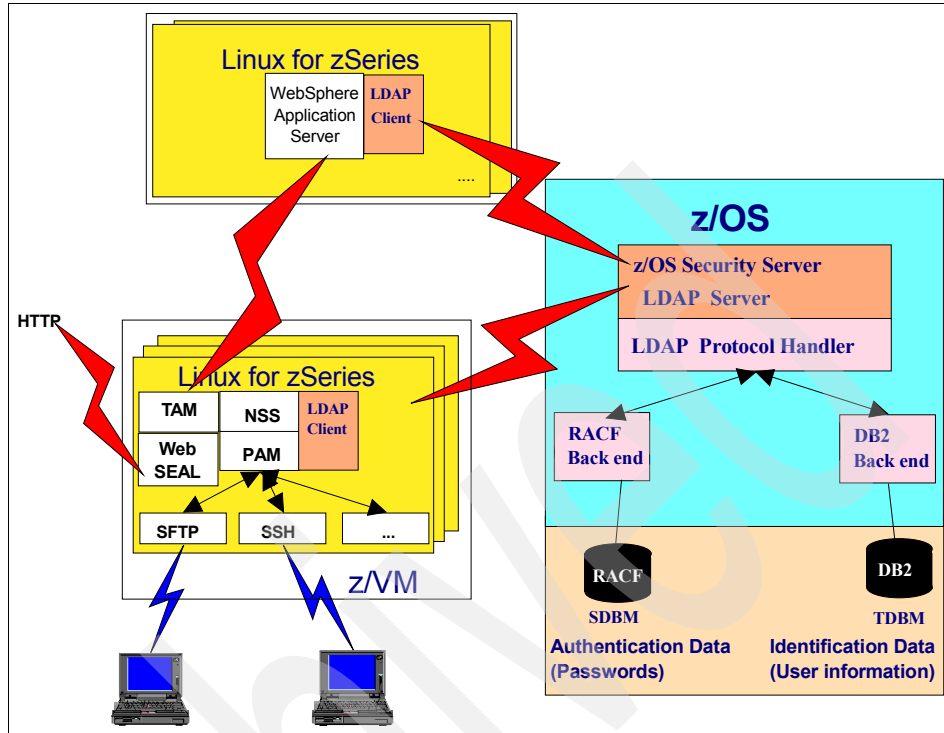 Linux for zSeries
WebSphere
Application
Server
LDAP
Client
....
z/OS
z/OS Security Server
LDAP Server
LDAP Protocol Handler
RACF
Back end
DB2
Back end
RACF
SDBM
DB2
TDBM
Authentication Data
(Passwords)
Identification Data
(User information)
HTTP
Linux for zSeries
TAM
Web
SEAL
NSS
PAM
LDAP
Client
SFTP
SSH
...
z/VM